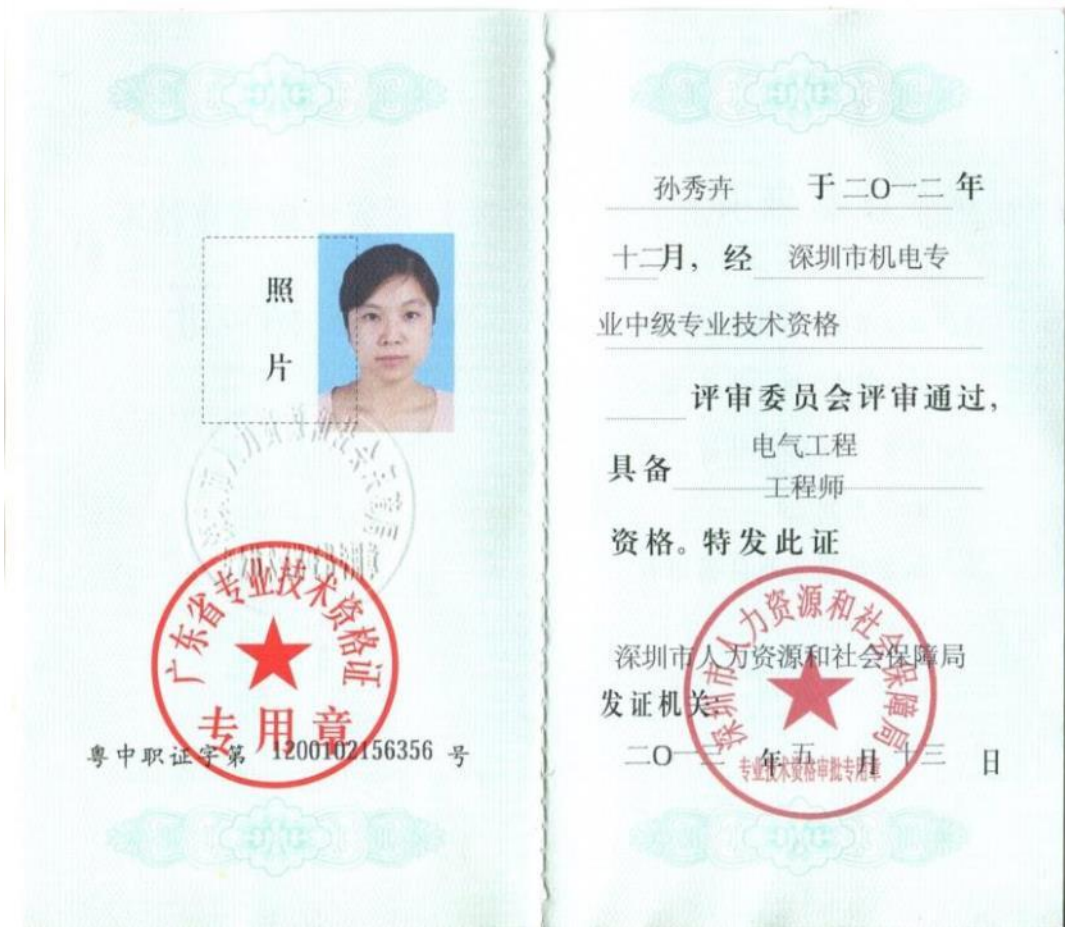 照
片
广东省专业技术资格证
专用章
粤中职证字第 1200102156356 号
孙秀卉 于二〇一二年
十二月，经 深圳市机电专
业中级专业技术资格
评审委员会评审通过，
电气工程
具备
工程师
资格。特发此证
深圳市人力资源和社会保障局
发证机关：
二〇一三年五月十三日
深圳市人力资源和社会保障局
专业技术资格审批专用章